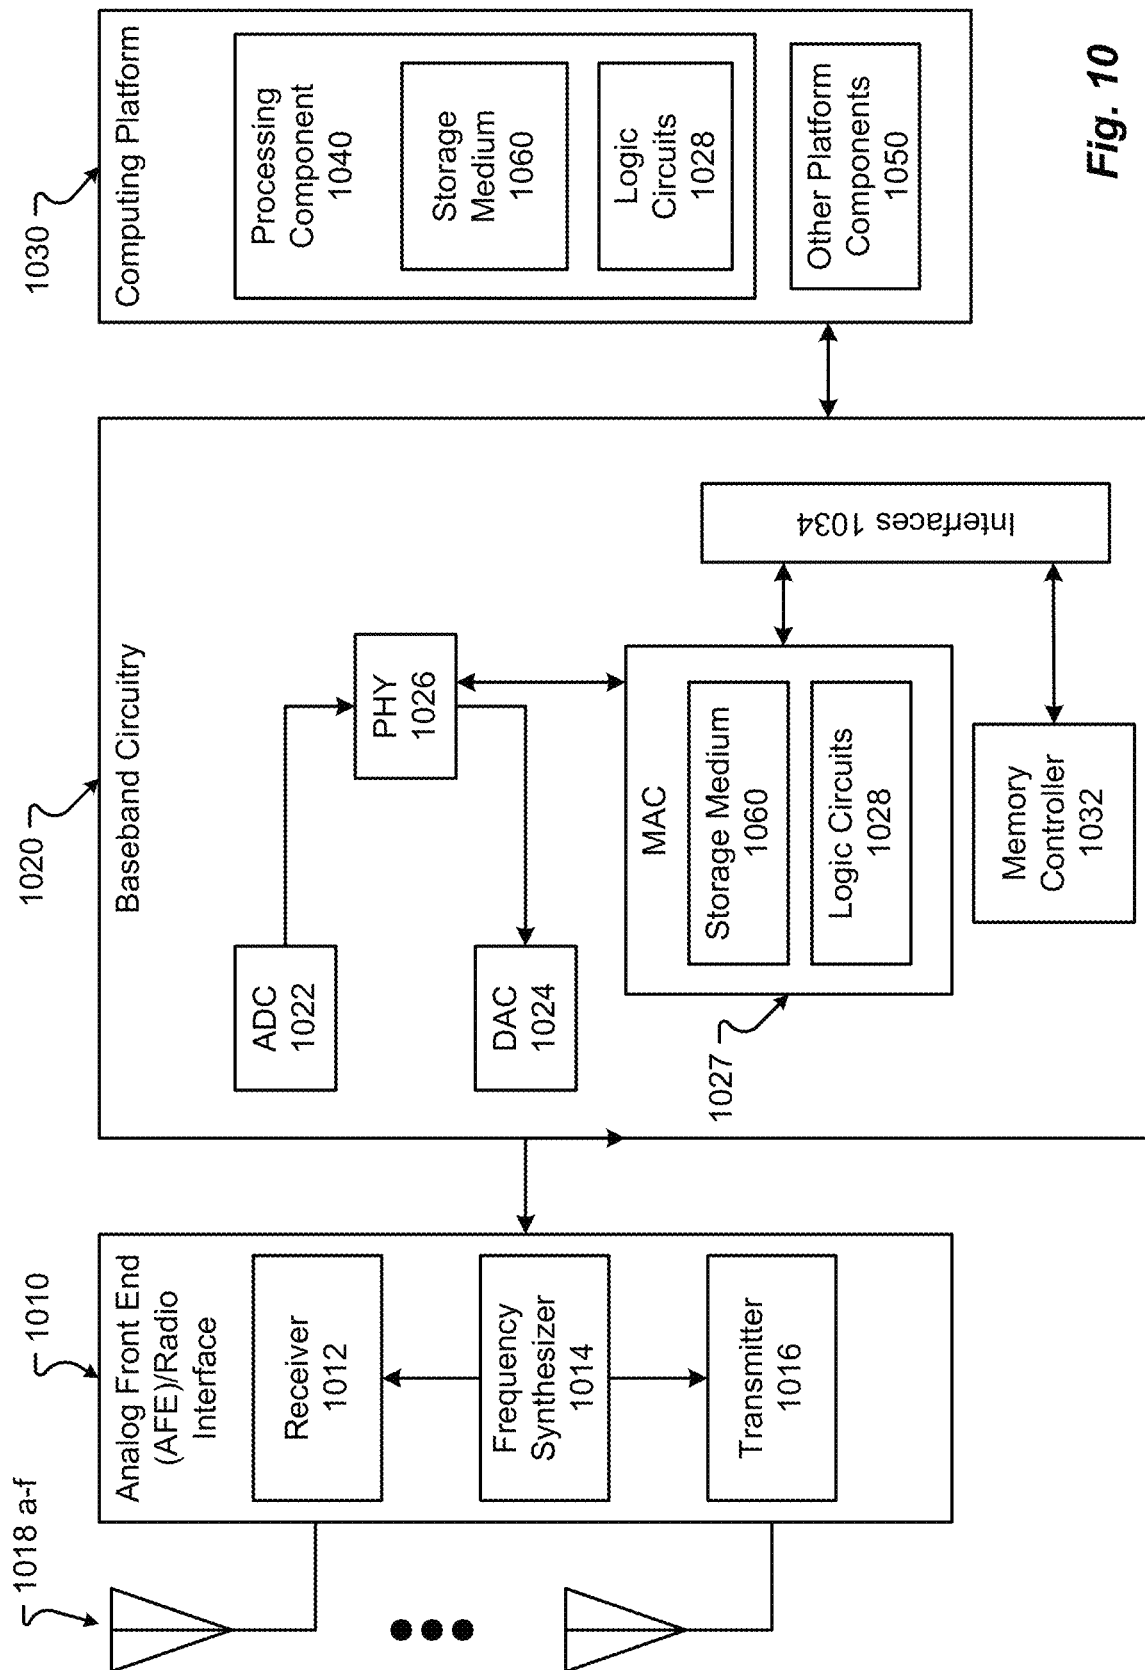 1018 a-f
1010
Analog Front End
(AFE)/Radio
Interface
Receiver
1012
Frequency
Synthesizer
1014
Transmitter
1016
1020
Baseband Circuitry
ADC
1022
PHY
1026
DAC
1024
1027
MAC
Storage Medium
1060
Logic Circuits
1028
Memory
Controller
1032
Interfaces 1034
1030
Computing Platform
Processing
Component
1040
Storage
Medium
1060
Logic
Circuits
1028
Other Platform
Components
1050
Fig. 10